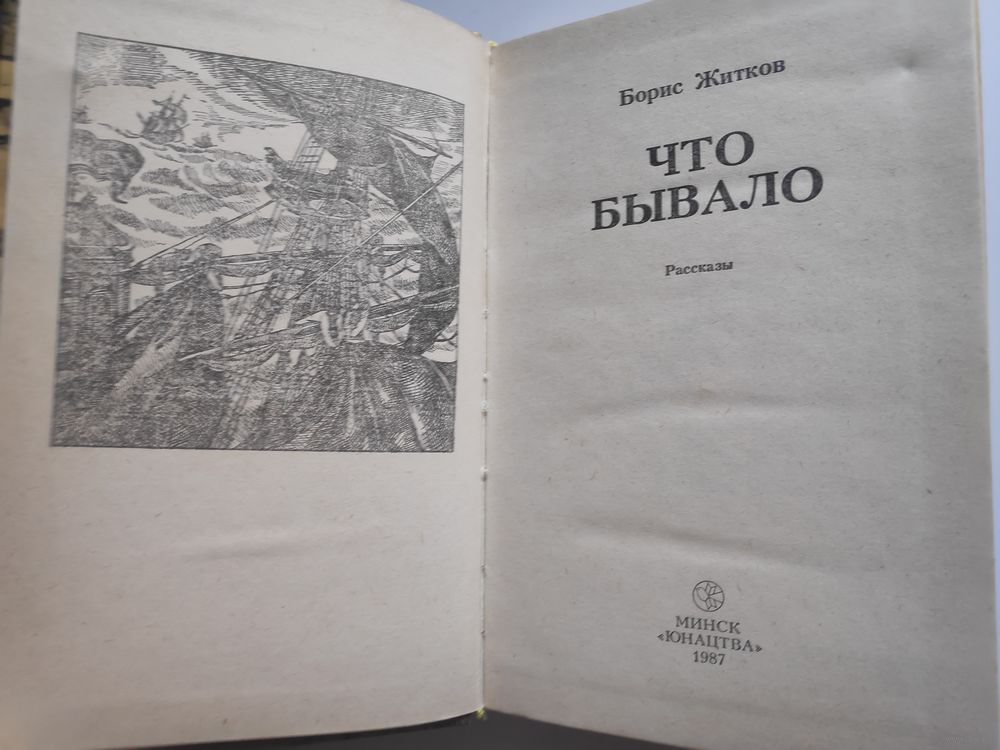 Борис Житков
ЧТО
БЫВАЛО
Рассказы
МИНСК
«ЮНАЦТВА»
1987